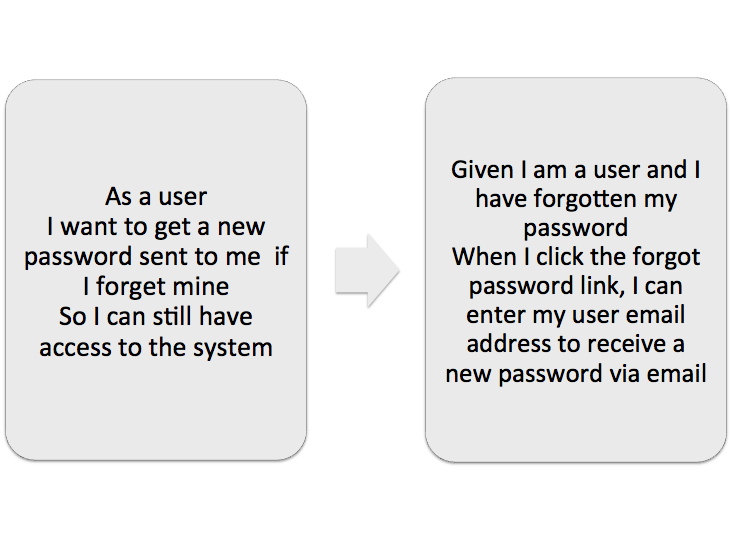 As a user
I want to get a new
password sent to me  if
I forget mine
So I can still have
access to the system
Given I am a user and I
have forgotten my
password
When I click the forgot
password link, I can
enter my user email
address to receive a
new password via email